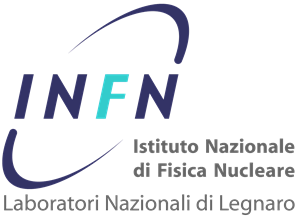 INFN
Istituto Nazionale
di Fisica Nucleare
Laboratori Nazionali di Legnaro